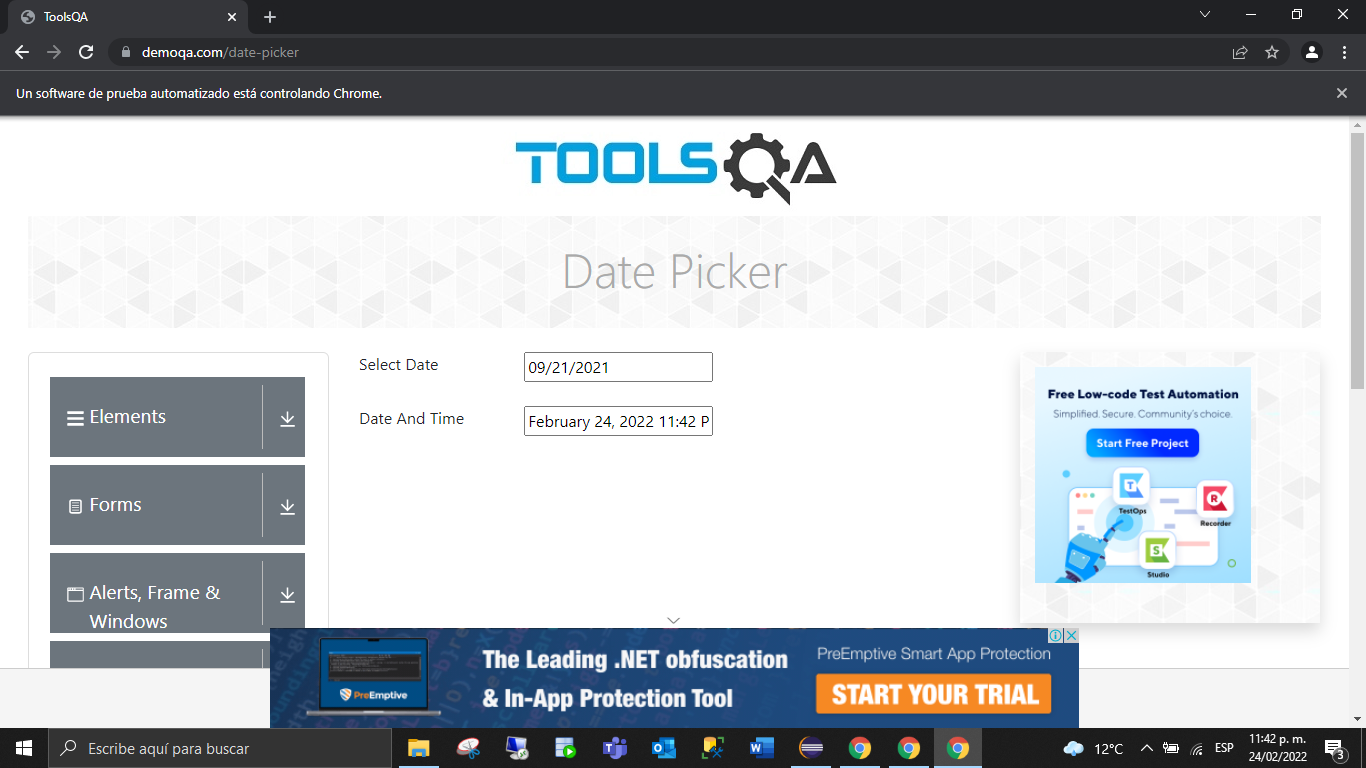 ToolsQA
demoqa.com/date-picker
Un software de prueba automatizado está controlando Chrome.
TOOLSQA
Date Picker
Elements
Forms
Alerts, Frame &
Windows
Select Date
09/21/2021
Date And Time
February 24, 2022 11:42 P
Free Low-code Test Automation
Simplified. Secure. Community's choice.
Start Free Project
TestOps
Recorder
Studio
PreEmptive
The Leading .NET obfuscation
& In-App Protection Tool
PreEmptive Smart App Protection
START YOUR TRIAL
Escribe aquí para buscar
12°C
ESP
11:42 p. m.
24/02/2022
3